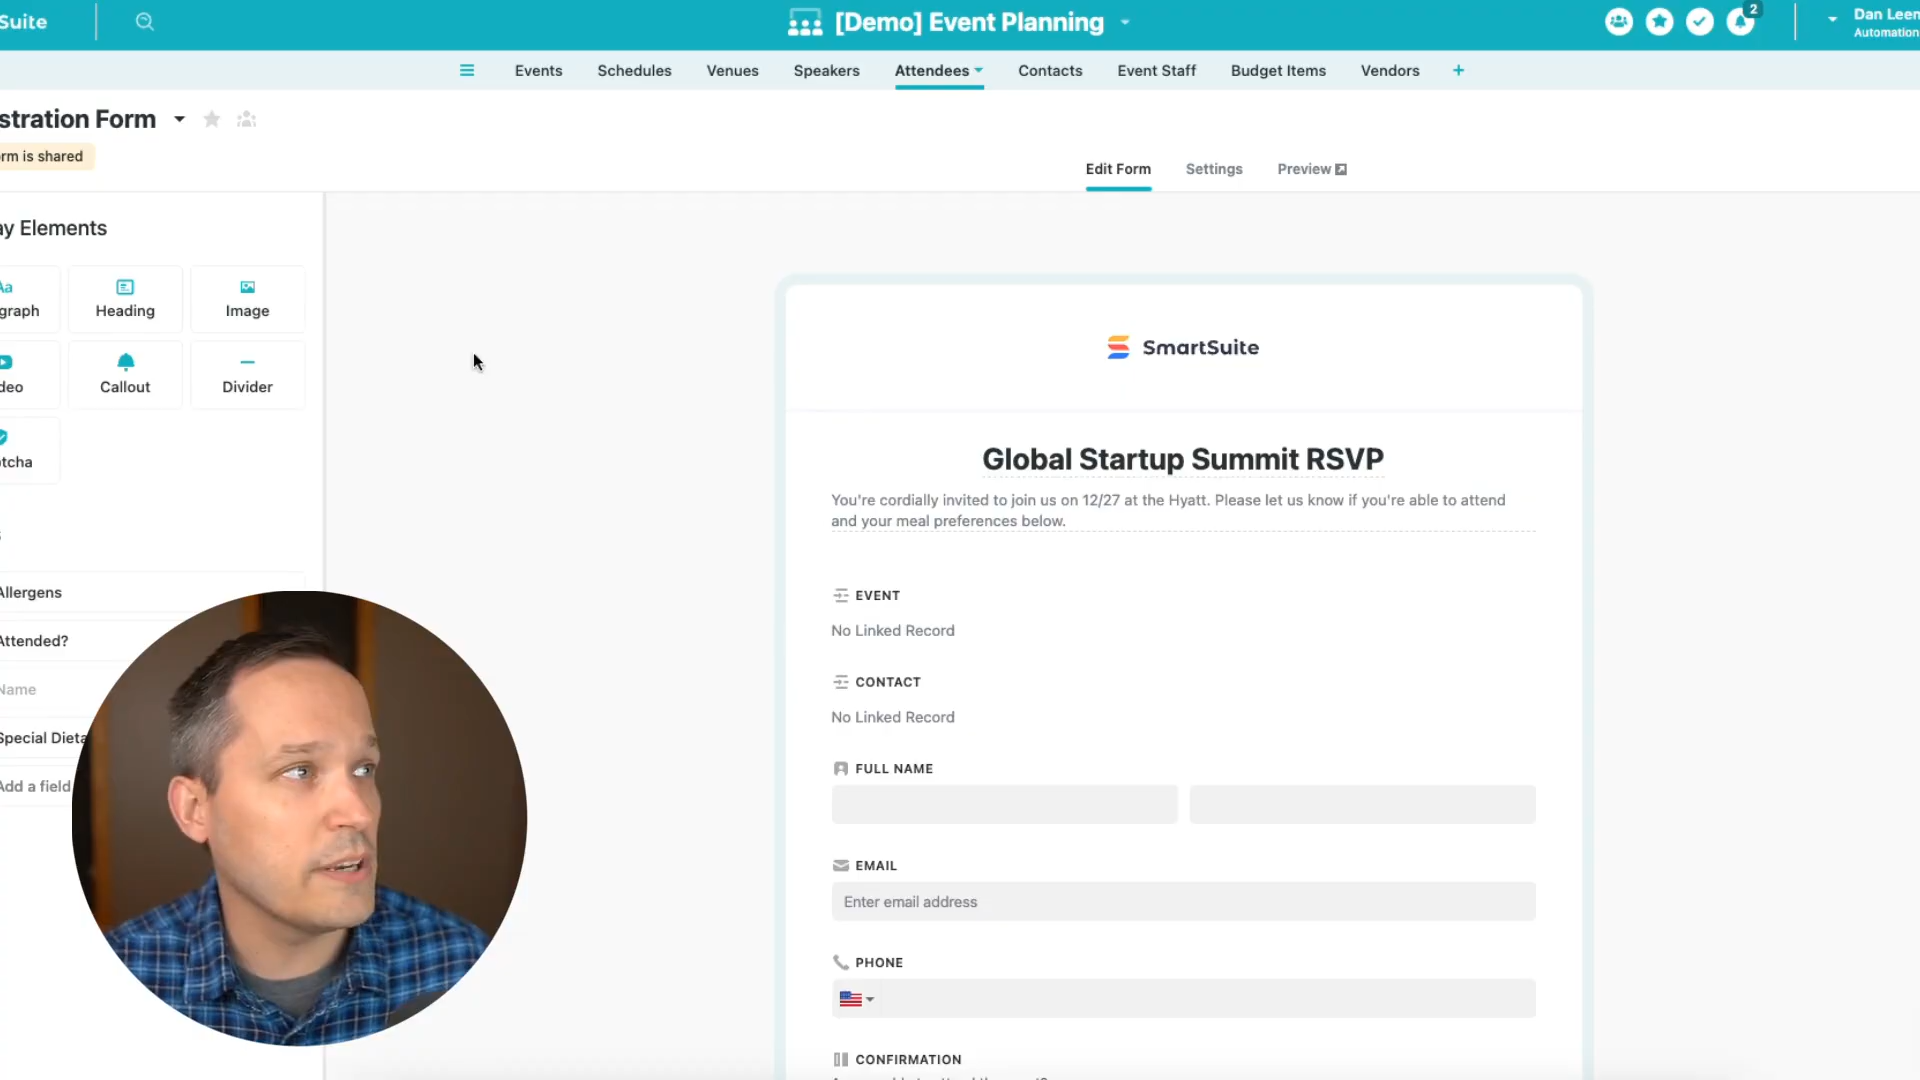 Suite
[Demo] Event Planning
2
Dan Leen
Automation
Events
Schedules
Venues
Speakers
Attendees
Contacts
Event Staff
Budget Items
Vendors
+
stration Form
rm is shared
Edit Form
Settings
Preview
ay Elements
Aa
graph
Heading
Image
deo
Callout
Divider
tcha
SmartSuite
Global Startup Summit RSVP
You're cordially invited to join us on 12/27 at the Hyatt. Please let us know if you're able to attend
and your meal preferences below.
EVENT
No Linked Record
CONTACT
No Linked Record
FULL NAME
EMAIL
Enter email address
PHONE
CONFIRMATION
Allergens
Attended?
Name
Special Dieta
Add a field